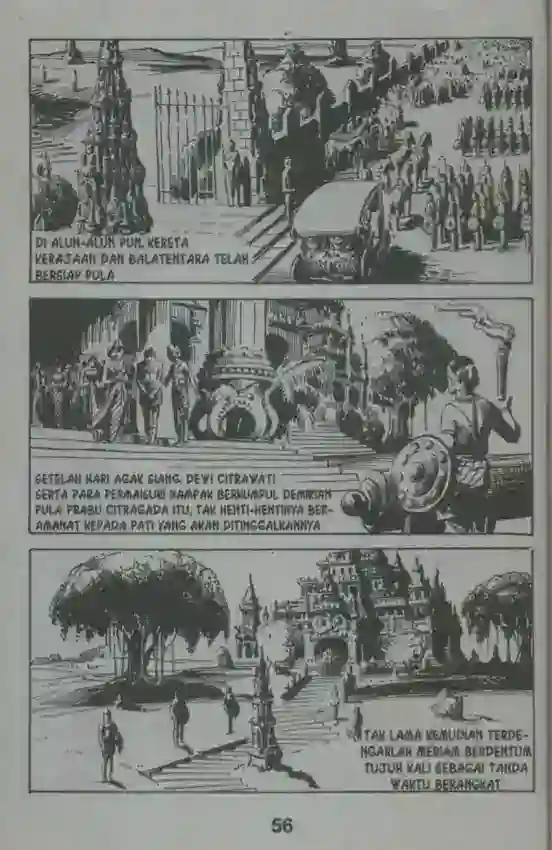 DI ALUN-ALUN PUN, KERETA
KERAJAAN DAN BALATENTARA TELAH
BERSIAP PULA
SETELAH HARI AGAK SIANG, DEWI CITRAWATI
SERTA PARA PERMAISURI NAMPAK BERKUMPUL DEMIKIAN
PULA PRABU CITRAGADA ITU, TAK HENTI-HENTINYA BER-
AMANAT KEPADA PATI YANG AKAN DITINGGALKANNYA
TAK LAMA KEMUDIAN TERDE-
NGARLAH MERIAM BERDENTUM
TUJUH KALI SEBAGAI TANDA
WAKTU BERANGKAT
56